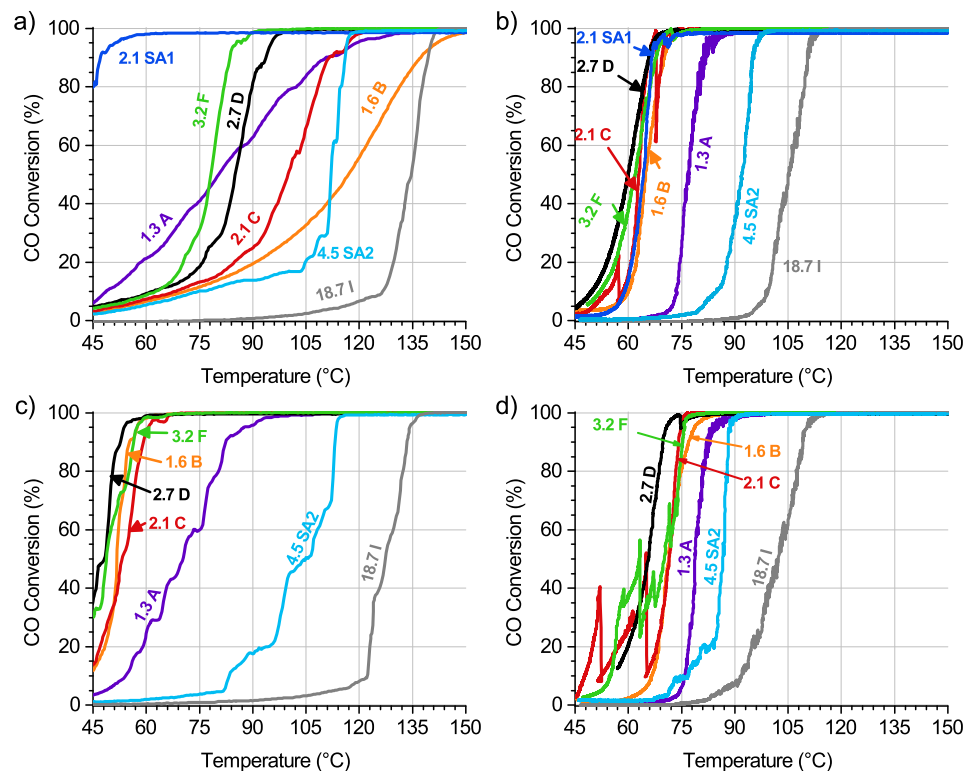 a)
100
80
60
40
20
0
CO Conversion (%)
2.1 SA1
3.2 F
2.7 D
1.6 B
1.3 A
2.1 C
4.5 SA2
18.7 I
45 60 75 90 105 120 135 150
Temperature (°C)
b)
100
80
60
40
20
0
CO Conversion (%)
2.1 SA1
2.7 D
2.1 C
3.2 F
1.6 B
1.3 A
4.5 SA2
18.7 I
45 60 75 90 105 120 135 150
Temperature (°C)
c)
100
80
60
40
20
0
CO Conversion (%)
3.2 F
1.6 B
2.7 D
2.1 C
1.3 A
4.5 SA2
18.7 I
45 60 75 90 105 120 135 150
Temperature (°C)
d)
100
80
60
40
20
0
CO Conversion (%)
3.2 F
1.6 B
2.7 D
2.1 C
1.3 A
4.5 SA2
18.7 I
45 60 75 90 105 120 135 150
Temperature (°C)